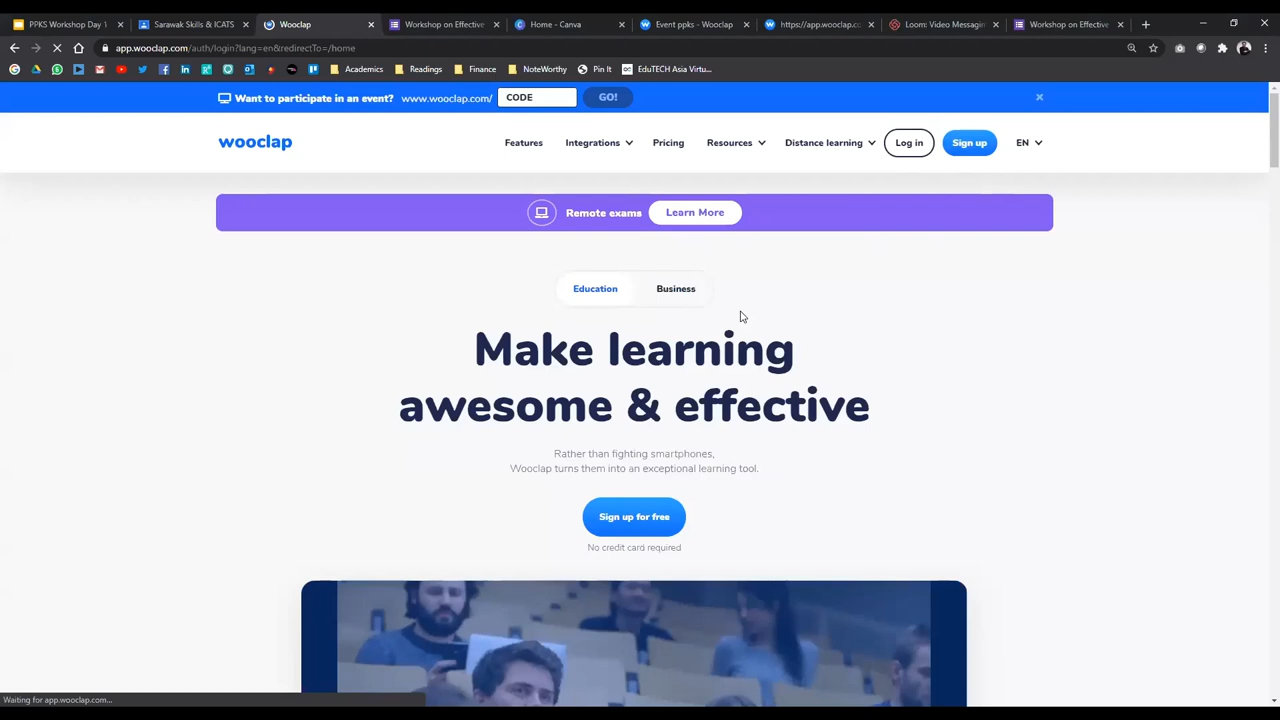 PPKS Workshop Day 1
Sarawak Skills & ICATS
Wooclap
Workshop on Effective
Home - Canva
Event ppks - Wooclap
https://app.wooclap.co
Loom: Video Messagin
Workshop on Effective
app.wooclap.com/auth/login?lang=en&redirectTo=/home
Academics
Readings
Finance
NoteWorthy
Pin It
EduTECH Asia Virtu...
Want to participate in an event? www.wooclap.com/ CODE GO!
wooclap
Features
Integrations
Pricing
Resources
Distance learning
Log in
Sign up
EN
Remote exams Learn More
Education Business
Make learning
awesome & effective
Rather than fighting smartphones,
Wooclap turns them into an exceptional learning tool.
Sign up for free
No credit card required
Waiting for app.wooclap.com...